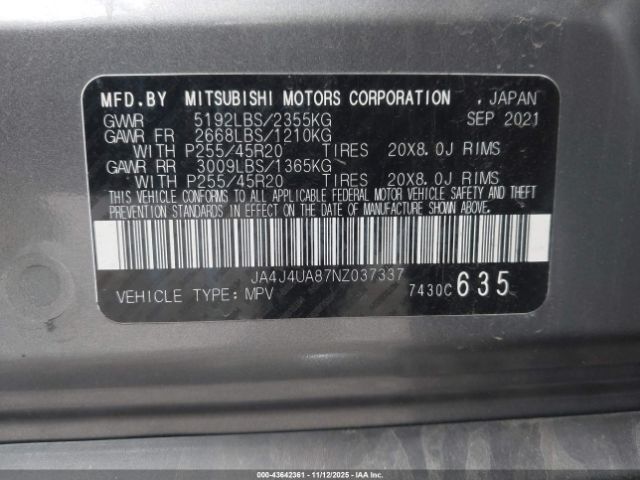 MFD.BY MITSUBISHI MOTORS CORPORATION , JAPAN
GVWR 5192LBS/2355KG SEP 2021
GAWR FR 2668LBS/1210KG
WITH P255/45R20 TIRES 20X8.0J RIMS
GAWR RR 3009LBS/1365KG
WITH P255/45R20 TIRES 20X8.0J RIMS
THIS VEHICLE CONFORMS TO ALL APPLICABLE FEDERAL MOTOR VEHICLE SAFETY AND THEFT
PREVENTION STANDARDS IN EFFECT ON THE DATE OF MANUFACTURE SHOWN ABOVE.
JA4J4UA87NZ037337
VEHICLE TYPE: MPV 7430C 635
000-43642361 - 11/12/2025 - IAAI, Inc.